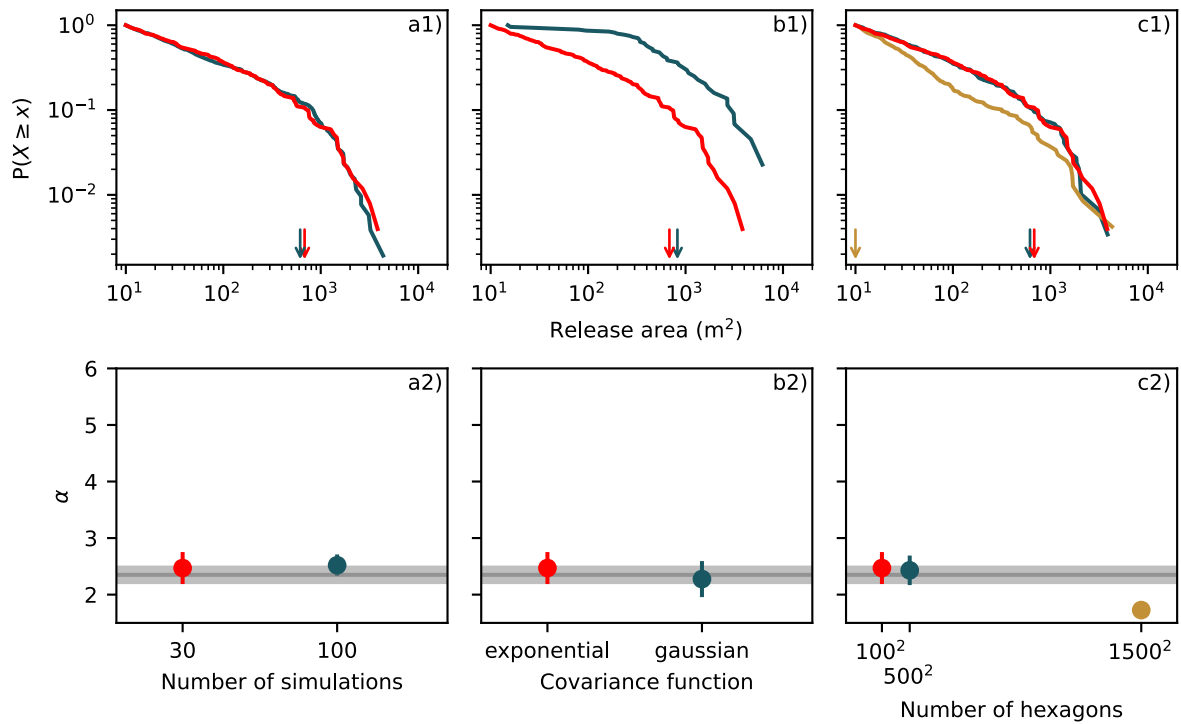 a1) b1) c1)
10⁰
10⁻¹
10⁻²
P(X ≥ x)
10¹ 10² 10³ 10⁴ 10¹ 10² 10³ 10⁴ 10¹ 10² 10³ 10⁴
Release area (m²)
a2) b2) c2)
6
5
4
3
2
α
30 100 exponential gaussian 100² 1500²
500²
Number of simulations Covariance function
Number of hexagons